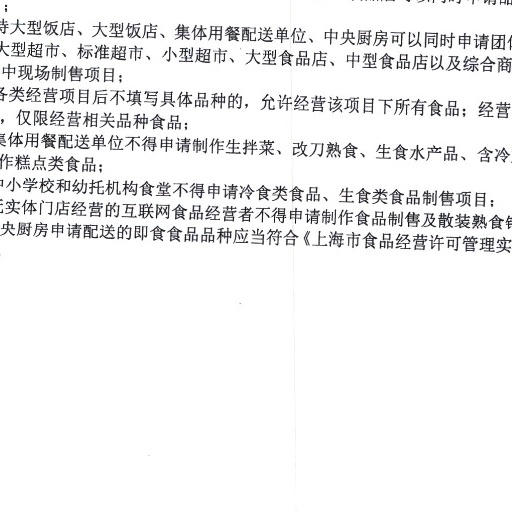 ；
特大型饭店、大型饭店、集体用餐配送单位、中央厨房可以同时申请团
大型超市、标准超市、小型超市、大型食品店、中型食品店以及综合商
中现场制售项目；
各类经营项目后不填写具体品种的，允许经营该项目下所有食品；经营
，仅限经营相关品种食品；
集体用餐配送单位不得申请制作生拌菜、改刀熟食、生食水产品、含冷
作糕点类食品；
中小学校和幼托机构食堂不得申请冷食类食品、生食类食品制售项目；
无实体门店经营的互联网食品经营者不得申请制作食品制售及散装熟食
央厨房申请配送的即食食品品种应当符合《上海市食品经营许可管理实